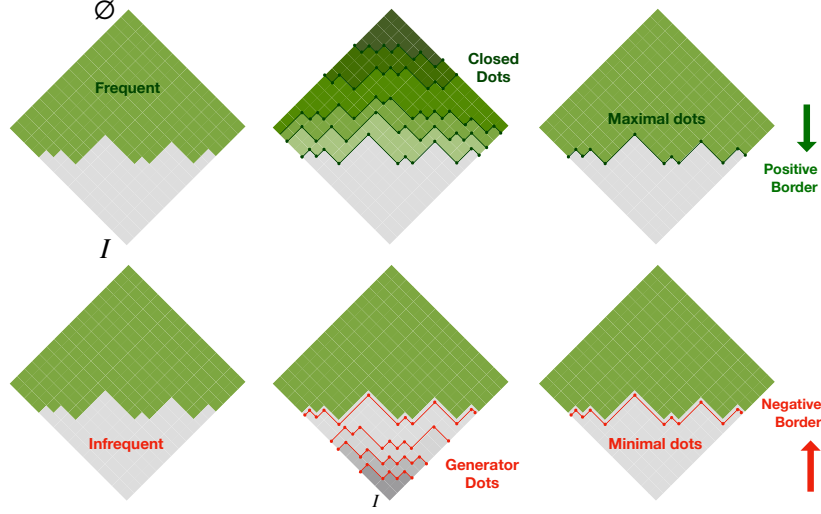 ∅
Frequent
Closed
Dots
Maximal dots
Positive
Border
I
Infrequent
Generator
Dots
I
Minimal dots
Negative
Border